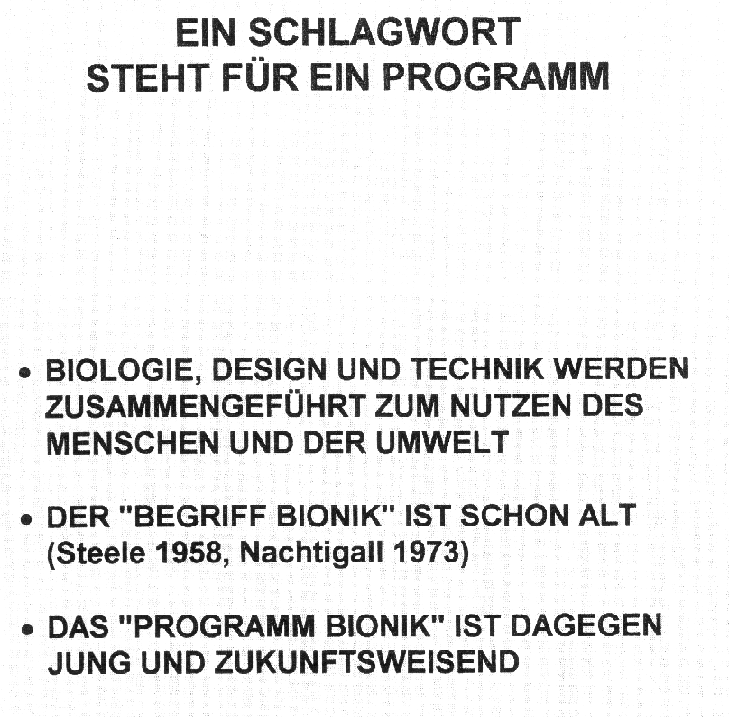 EIN SCHLAGWORT
STEHT FÜR EIN PROGRAMM
• BIOLOGIE, DESIGN UND TECHNIK WERDEN
ZUSAMMENGEFÜHRT ZUM NUTZEN DES
MENSCHEN UND DER UMWELT
• DER "BEGRIFF BIONIK" IST SCHON ALT
(Steele 1958, Nachtigall 1973)
• DAS "PROGRAMM BIONIK" IST DAGEGEN
JUNG UND ZUKUNFTSWEISEND